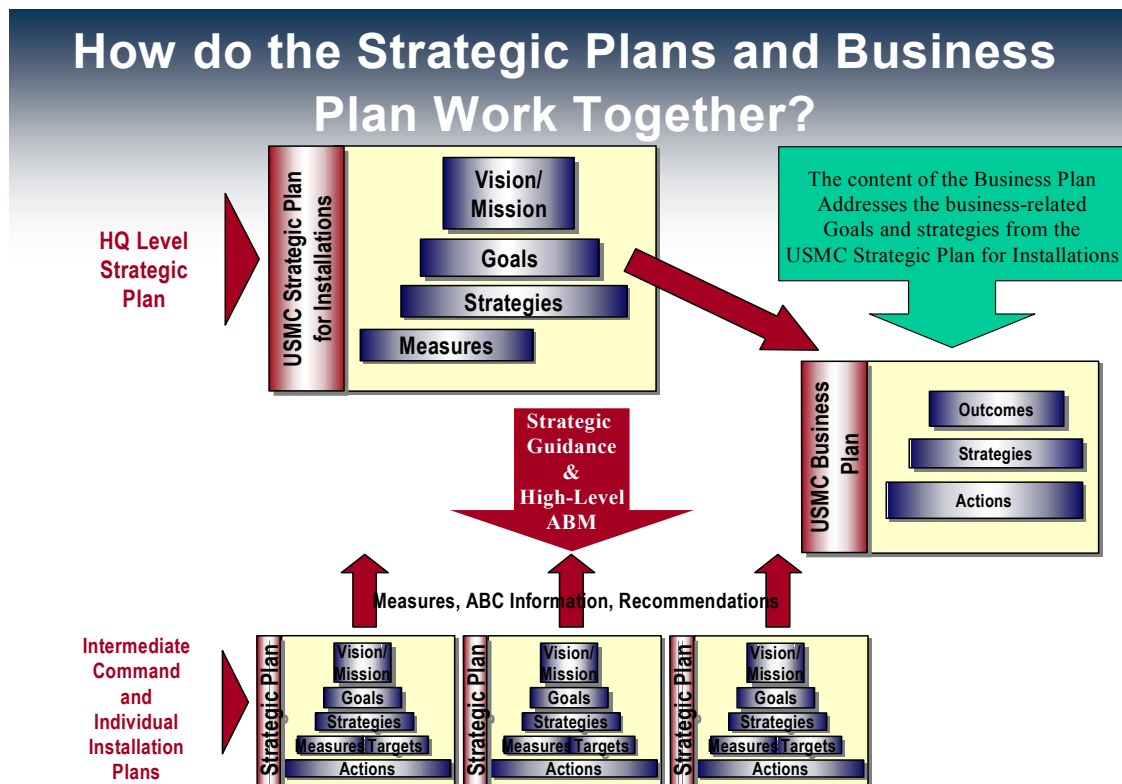 How do the Strategic Plans and Business
Plan Work Together?
HQ Level
Strategic
Plan
USMC Strategic Plan
for Installations
Vision/
Mission
Goals
Strategies
Measures
The content of the Business Plan
Addresses the business-related
Goals and strategies from the
USMC Strategic Plan for Installations
USMC Business
Plan
Outcomes
Strategies
Actions
Strategic
Guidance
&
High-Level
ABM
Measures, ABC Information, Recommendations
Intermediate
Command
and
Individual
Installation
Plans
Strategic Plan
Vision/
Mission
Goals
Strategies
Measures Targets
Actions
Strategic Plan
Vision/
Mission
Goals
Strategies
Measures Targets
Actions
Strategic Plan
Vision/
Mission
Goals
Strategies
Measures Targets
Actions